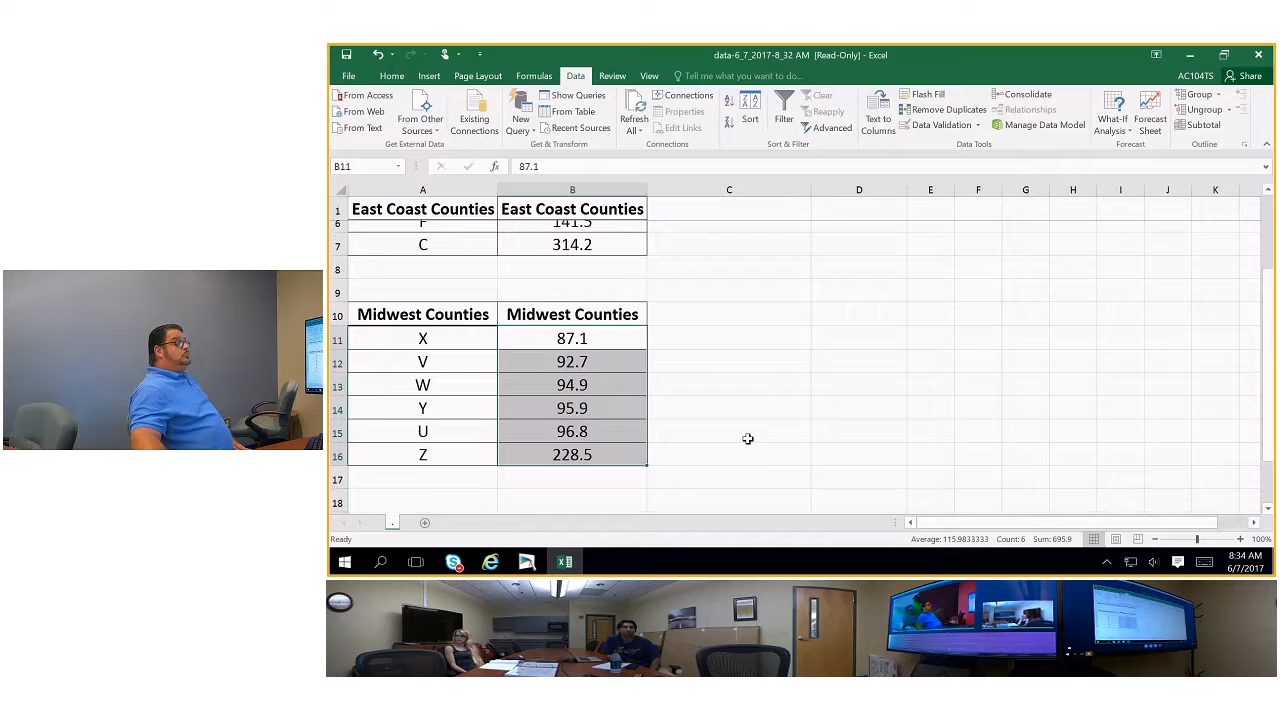 data-6_7_2017-8_32 AM [Read-Only] - Excel
File Home Insert Page Layout Formulas Data Review View Tell me what you want to do... AC104TS Share
From Access
From Web
From Text
From Other Sources
Existing Connections
Get External Data
New Query
Show Queries
From Table
Recent Sources
Get & Transform
Refresh All
Connections
Properties
Edit Links
Connections
Sort
Filter
Clear
Reapply
Advanced
Sort & Filter
Text to Columns
Flash Fill
Remove Duplicates
Data Validation
Consolidate
Relationships
Manage Data Model
Data Tools
What-If Analysis
Forecast Sheet
Forecast
Group
Ungroup
Subtotal
Outline
B11 fx 87.1
A B C D E F G H I J K
1 East Coast Counties East Coast Counties
6 F 141.5
7 C 314.2
8
9
10 Midwest Counties Midwest Counties
11 X 87.1
12 V 92.7
13 W 94.9
14 Y 95.9
15 U 96.8
16 Z 228.5
17
18
Ready Average: 115.9833333 Count: 6 Sum: 695.9 100%
8:34 AM
6/7/2017